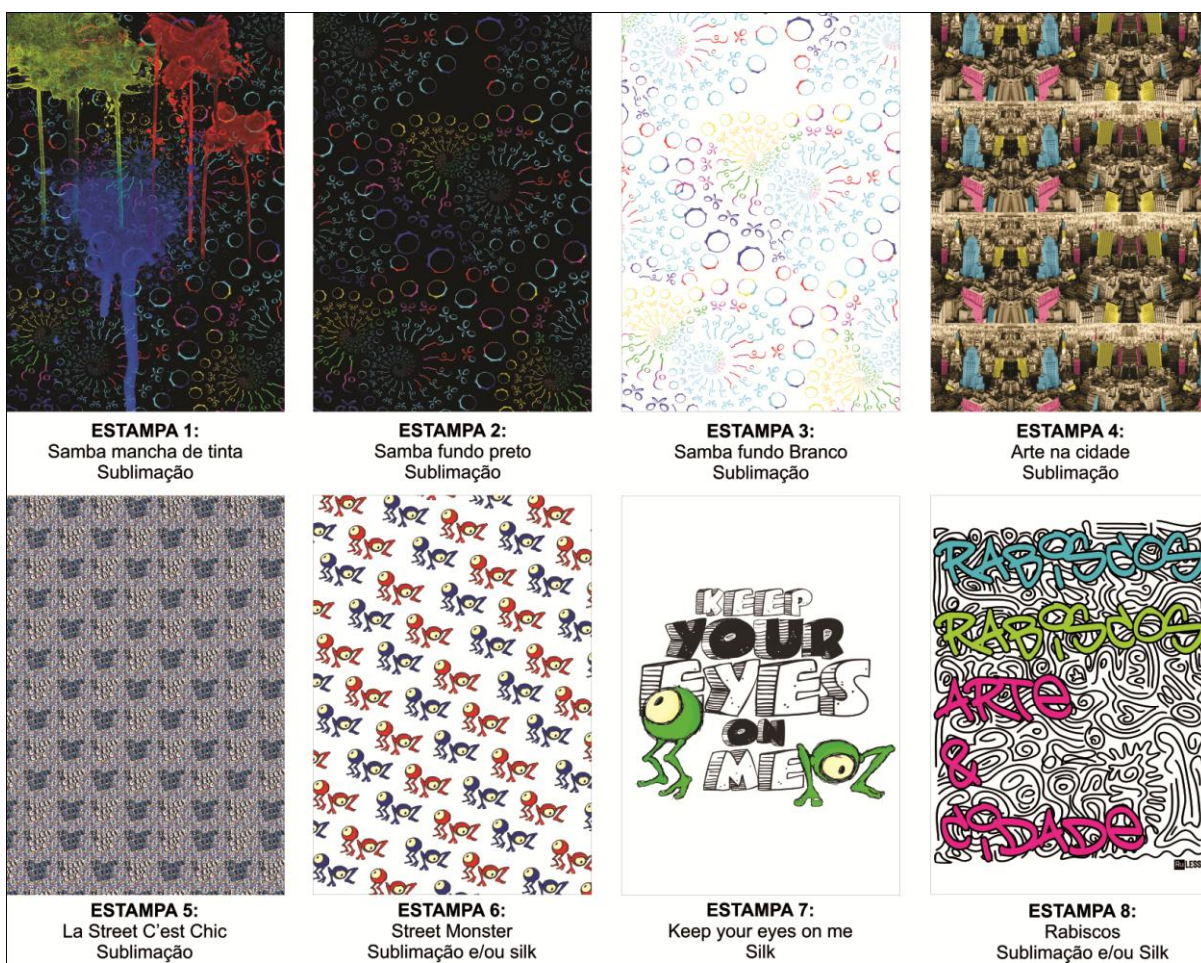 ESTAMPA 1:
Samba mancha de tinta
Sublimação
ESTAMPA 2:
Samba fundo preto
Sublimação
ESTAMPA 3:
Samba fundo Branco
Sublimação
ESTAMPA 4:
Arte na cidade
Sublimação
KEEP
YOUR
EYES
ON
ME
RABiSCOS
RABiSCOS
ARTe
&
CiDADe
Ru LESS
ESTAMPA 5:
La Street C'est Chic
Sublimação
ESTAMPA 6:
Street Monster
Sublimação e/ou silk
ESTAMPA 7:
Keep your eyes on me
Silk
ESTAMPA 8:
Rabiscos
Sublimação e/ou Silk